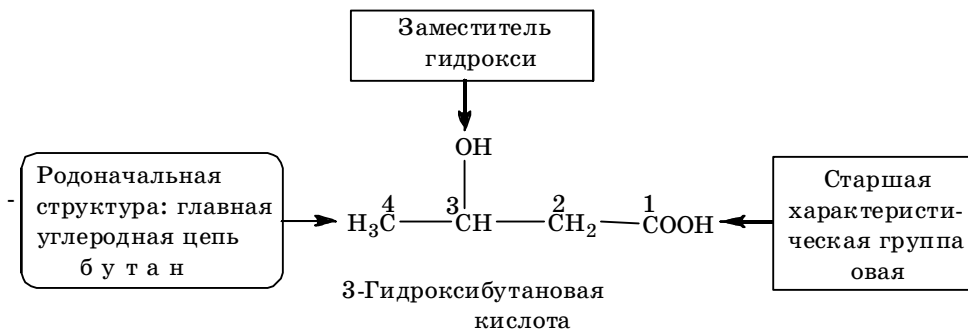 Заместитель
гидрокси
OH
-
Родоначальная
структура: главная
углеродная цепь
бутан
4 3 2 1
H₃C—CH—CH₂—COOH
Старшая
характеристи-
ческая группа
овая
3-Гидроксибутановая
кислота